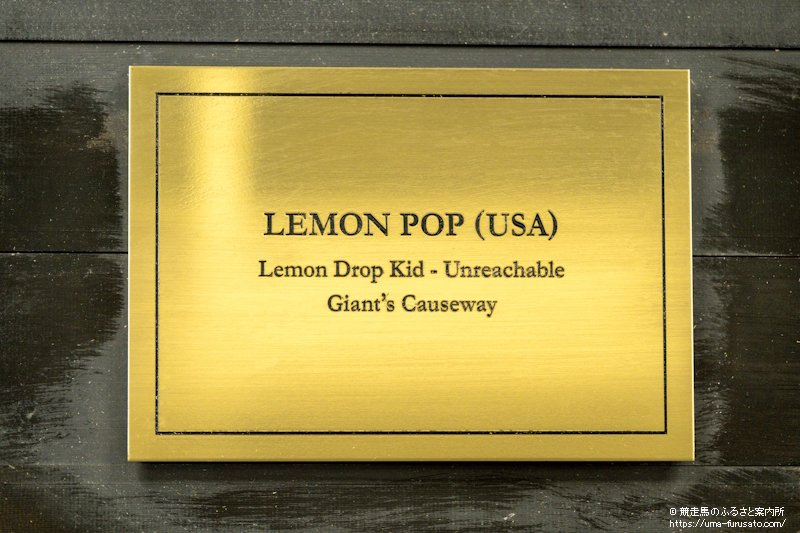 LEMON POP (USA)
Lemon Drop Kid - Unreachable
Giant's Causeway
© 競走馬のふるさと案内所
https://uma-furusato.com/